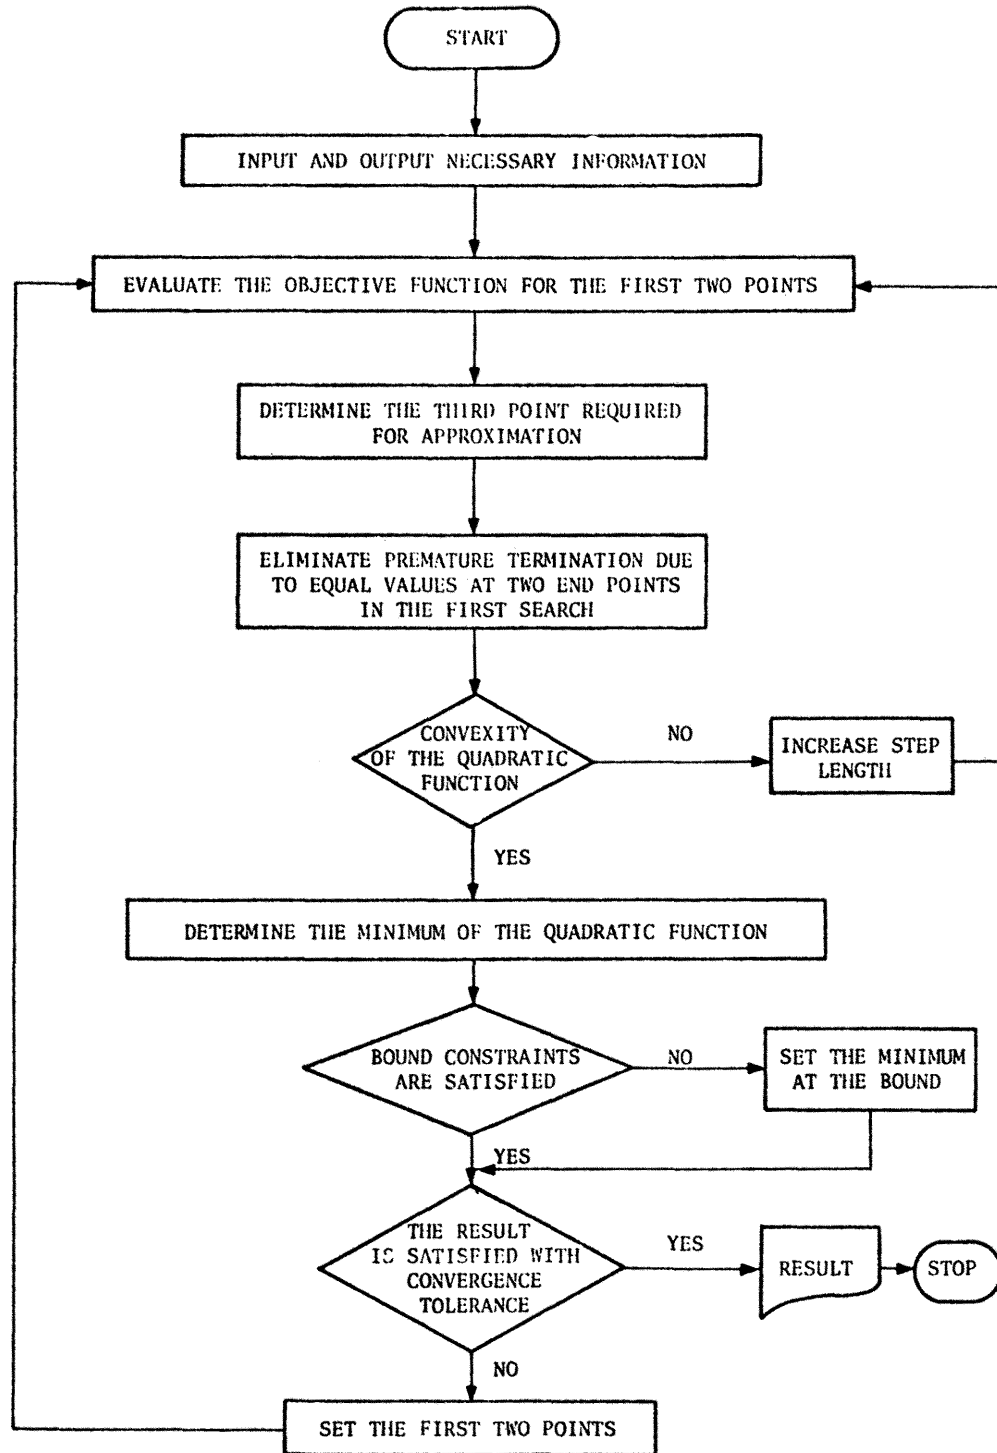 START
INPUT AND OUTPUT NECESSARY INFORMATION
EVALUATE THE OBJECTIVE FUNCTION FOR THE FIRST TWO POINTS
DETERMINE THE THIRD POINT REQUIRED
FOR APPROXIMATION
ELIMINATE PREMATURE TERMINATION DUE
TO EQUAL VALUES AT TWO END POINTS
IN THE FIRST SEARCH
CONVEXITY
OF THE QUADRATIC
FUNCTION
NO
INCREASE STEP
LENGTH
YES
DETERMINE THE MINIMUM OF THE QUADRATIC FUNCTION
BOUND CONSTRAINTS
ARE SATISFIED
NO
SET THE MINIMUM
AT THE BOUND
YES
THE RESULT
IS SATISFIED WITH
CONVERGENCE
TOLERANCE
YES
RESULT
STOP
NO
SET THE FIRST TWO POINTS